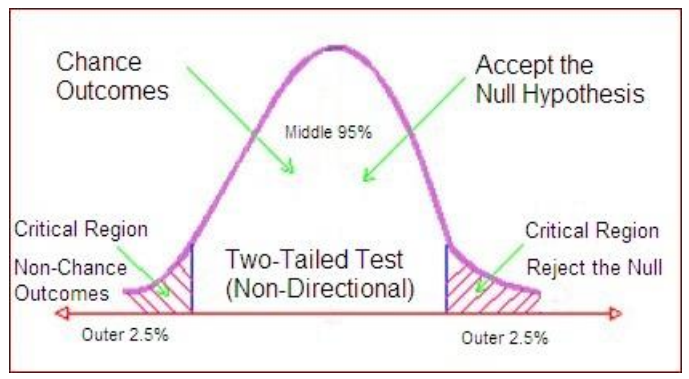 Chance
Outcomes
Accept the
Null Hypothesis
Middle 95%
Critical Region
Non-Chance
Outcomes
Two-Tailed Test
(Non-Directional)
Critical Region
Reject the Null
Outer 2.5%
Outer 2.5%